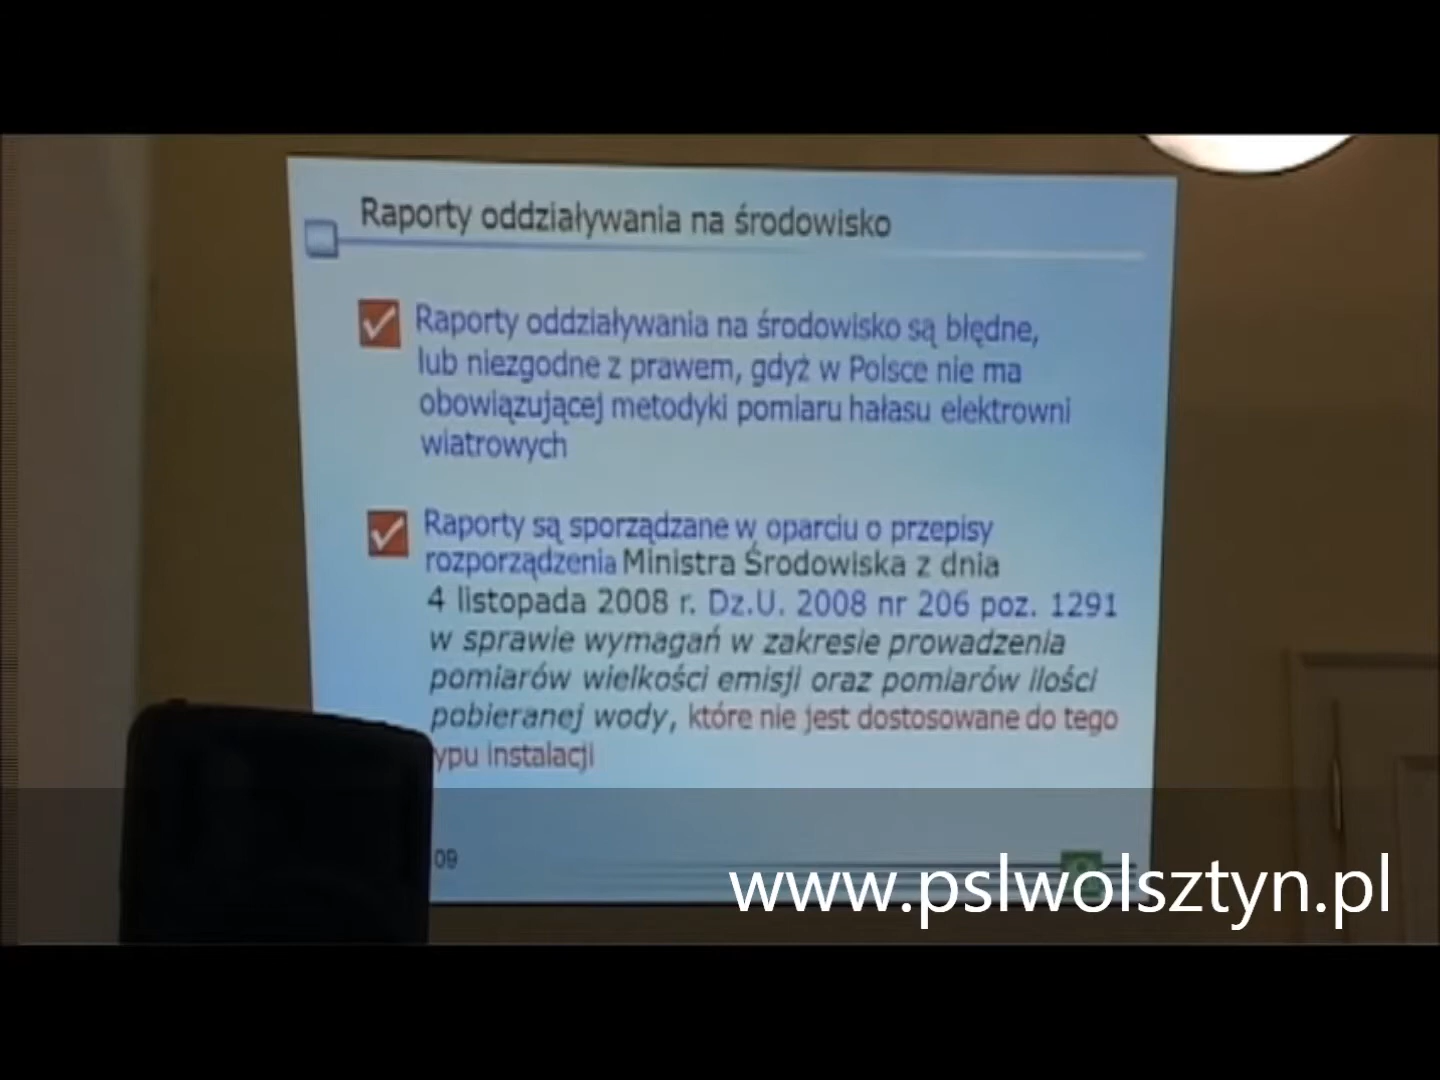 Raporty oddziaływania na środowisko
Raporty oddziaływania na środowisko są błędne,
lub niezgodne z prawem, gdyż w Polsce nie ma
obowiązującej metodyki pomiaru hałasu elektrowni
wiatrowych
Raporty są sporządzane w oparciu o przepisy
rozporządzenia Ministra Środowiska z dnia
4 listopada 2008 r. Dz.U. 2008 nr 206 poz. 1291
w sprawie wymagań w zakresie prowadzenia
pomiarów wielkości emisji oraz pomiarów ilości
pobieranej wody, które nie jest dostosowane do tego
ypu instalacji
09
www.pslwolsztyn.pl